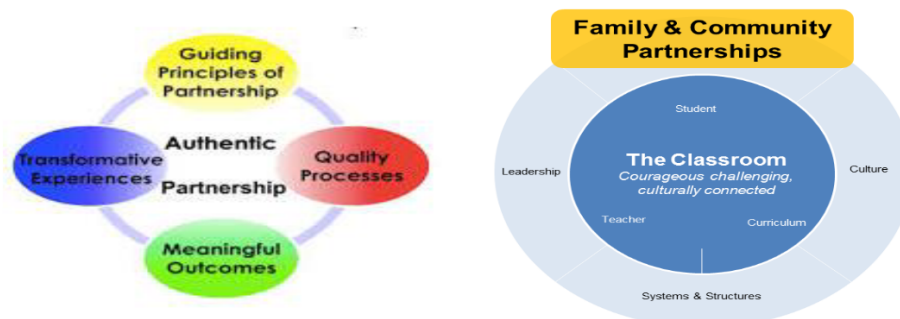 Guiding
Principles of
Partnership
Transformative
Experiences
Authentic
Partnership
Quality
Processes
Meaningful
Outcomes
Family & Community
Partnerships
Student
Leadership
The Classroom
Courageous challenging,
culturally connected
Culture
Teacher
Curriculum
Systems & Structures